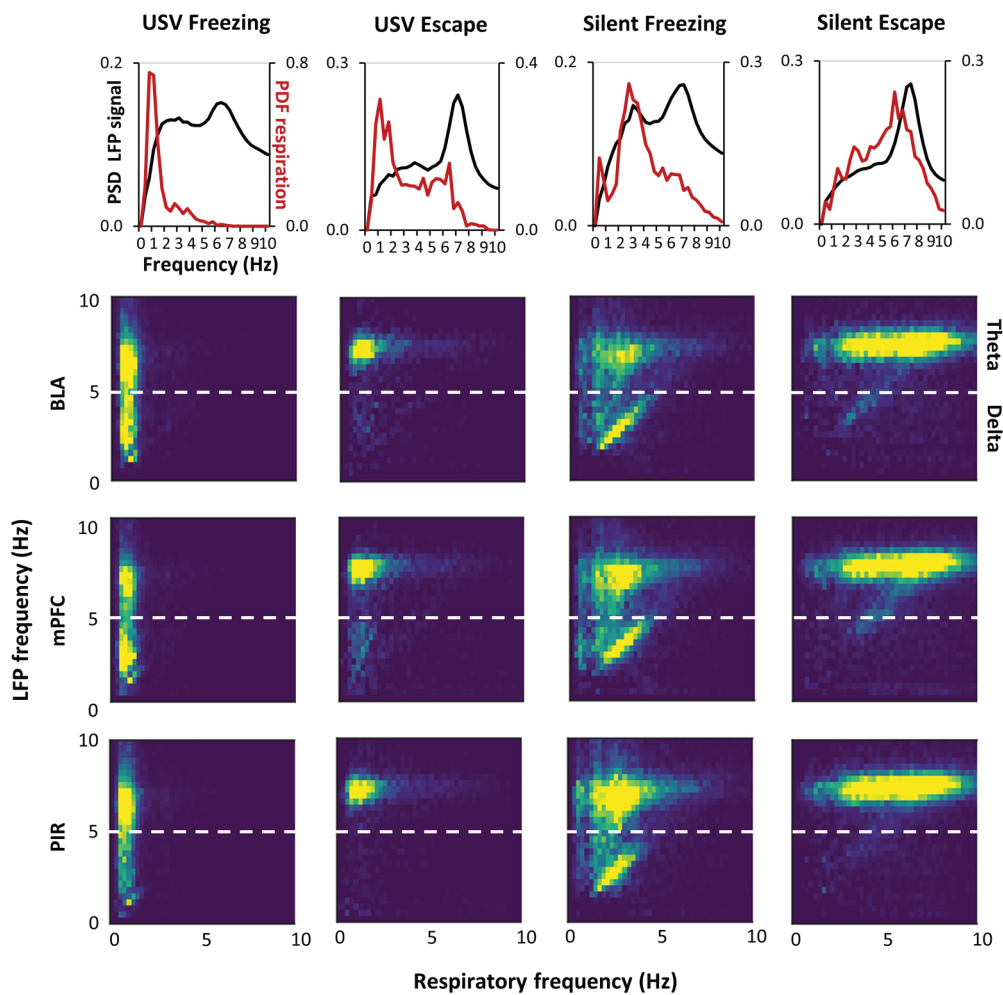 USV Freezing USV Escape Silent Freezing Silent Escape
PSD LFP signal
PDF respiration
0.2 0.8 0.3 0.4 0.2 0.3 0.3 0.3
0.0 0.0 0.0 0.0 0.0 0.0 0.0 0.0
0 1 2 3 4 5 6 7 8 910 0 1 2 3 4 5 6 7 8 910 0 1 2 3 4 5 6 7 8 9 10 0 1 2 3 4 5 6 7 8 910
Frequency (Hz)
LFP frequency (Hz)
BLA
10
5
0
Theta
Delta
mPFC
10
5
0
PIR
10
5
0
0 5 10 0 5 10 0 5 10 0 5 10
Respiratory frequency (Hz)